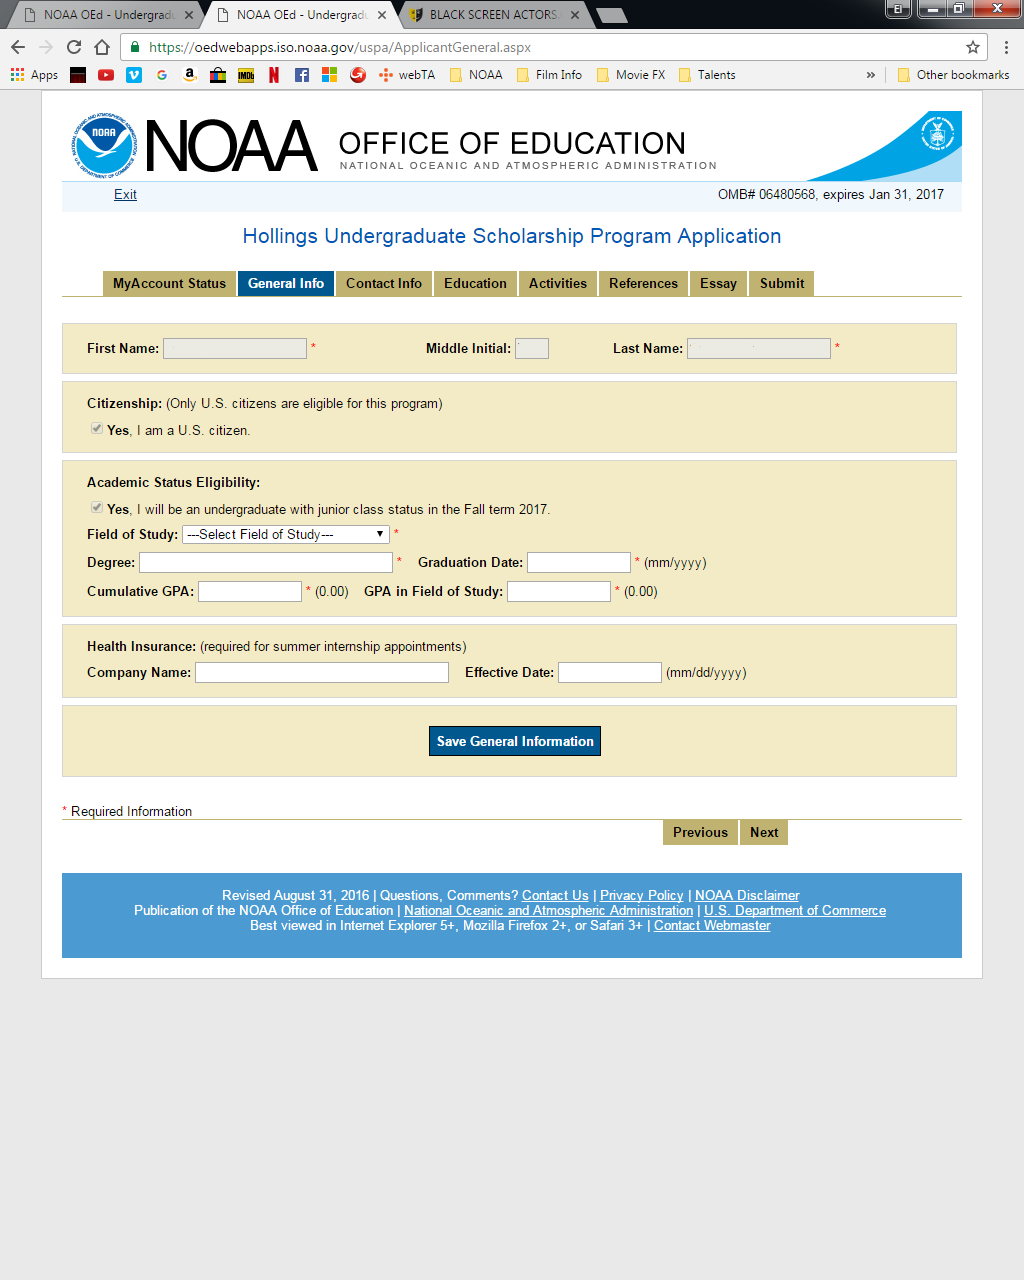 NOAA OEd - Undergradu
NOAA OEd - Undergradu
BLACK SCREEN ACTORS
https://oedwebapps.iso.noaa.gov/uspa/ApplicantGeneral.aspx
Apps
IMDb
webTA
NOAA
Film Info
Movie FX
Talents
»
Other bookmarks
NOAA
NOAA OFFICE OF EDUCATION
NATIONAL OCEANIC AND ATMOSPHERIC ADMINISTRATION
Exit OMB# 06480568, expires Jan 31, 2017
Hollings Undergraduate Scholarship Program Application
MyAccount Status General Info Contact Info Education Activities References Essay Submit
First Name: * Middle Initial: Last Name: *
Citizenship: (Only U.S. citizens are eligible for this program)
Yes, I am a U.S. citizen.
Academic Status Eligibility:
Yes, I will be an undergraduate with junior class status in the Fall term 2017.
Field of Study: ---Select Field of Study--- *
Degree: * Graduation Date: * (mm/yyyy)
Cumulative GPA: * (0.00) GPA in Field of Study: * (0.00)
Health Insurance: (required for summer internship appointments)
Company Name: Effective Date: (mm/dd/yyyy)
Save General Information
* Required Information
Previous Next
Revised August 31, 2016 | Questions, Comments? Contact Us | Privacy Policy | NOAA Disclaimer
Publication of the NOAA Office of Education | National Oceanic and Atmospheric Administration | U.S. Department of Commerce
Best viewed in Internet Explorer 5+, Mozilla Firefox 2+, or Safari 3+ | Contact Webmaster